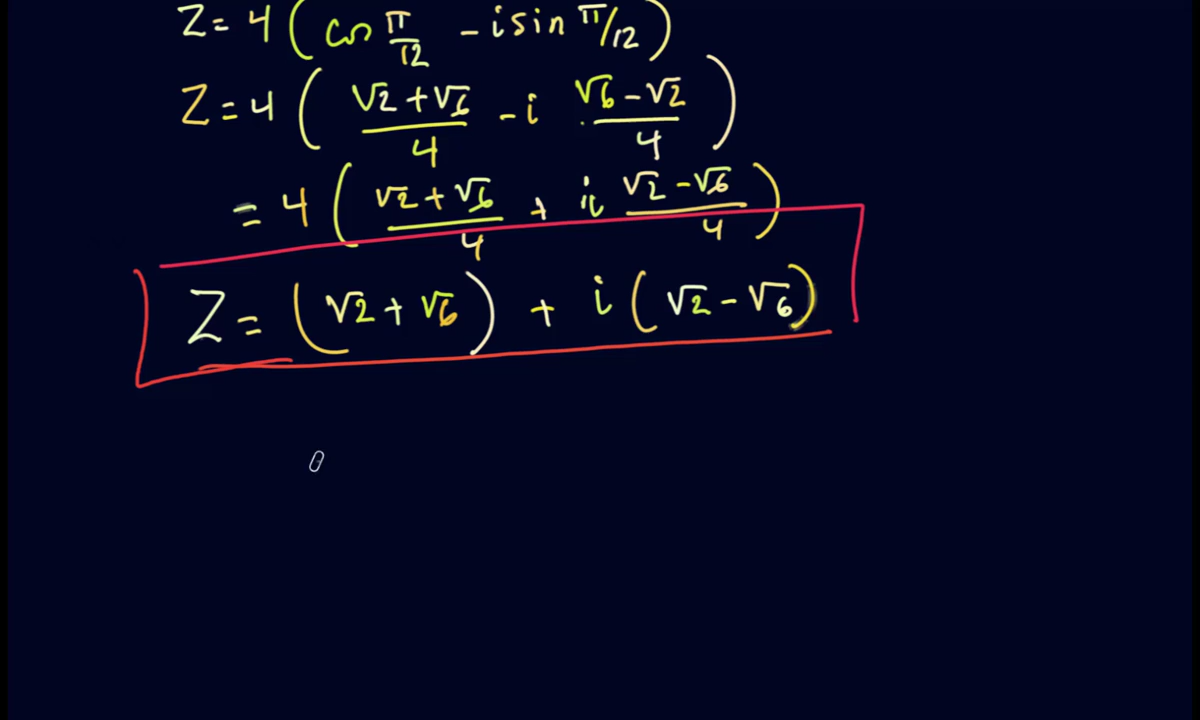 Z = 4 ( cos π/12 - i sin π/12 )
Z = 4 ( (√2 + √6)/4 - i (√6 - √2)/4 )
= 4 ( (√2 + √6)/4 + i (√2 - √6)/4 )
Z = (√2 + √6) + i (√2 - √6)